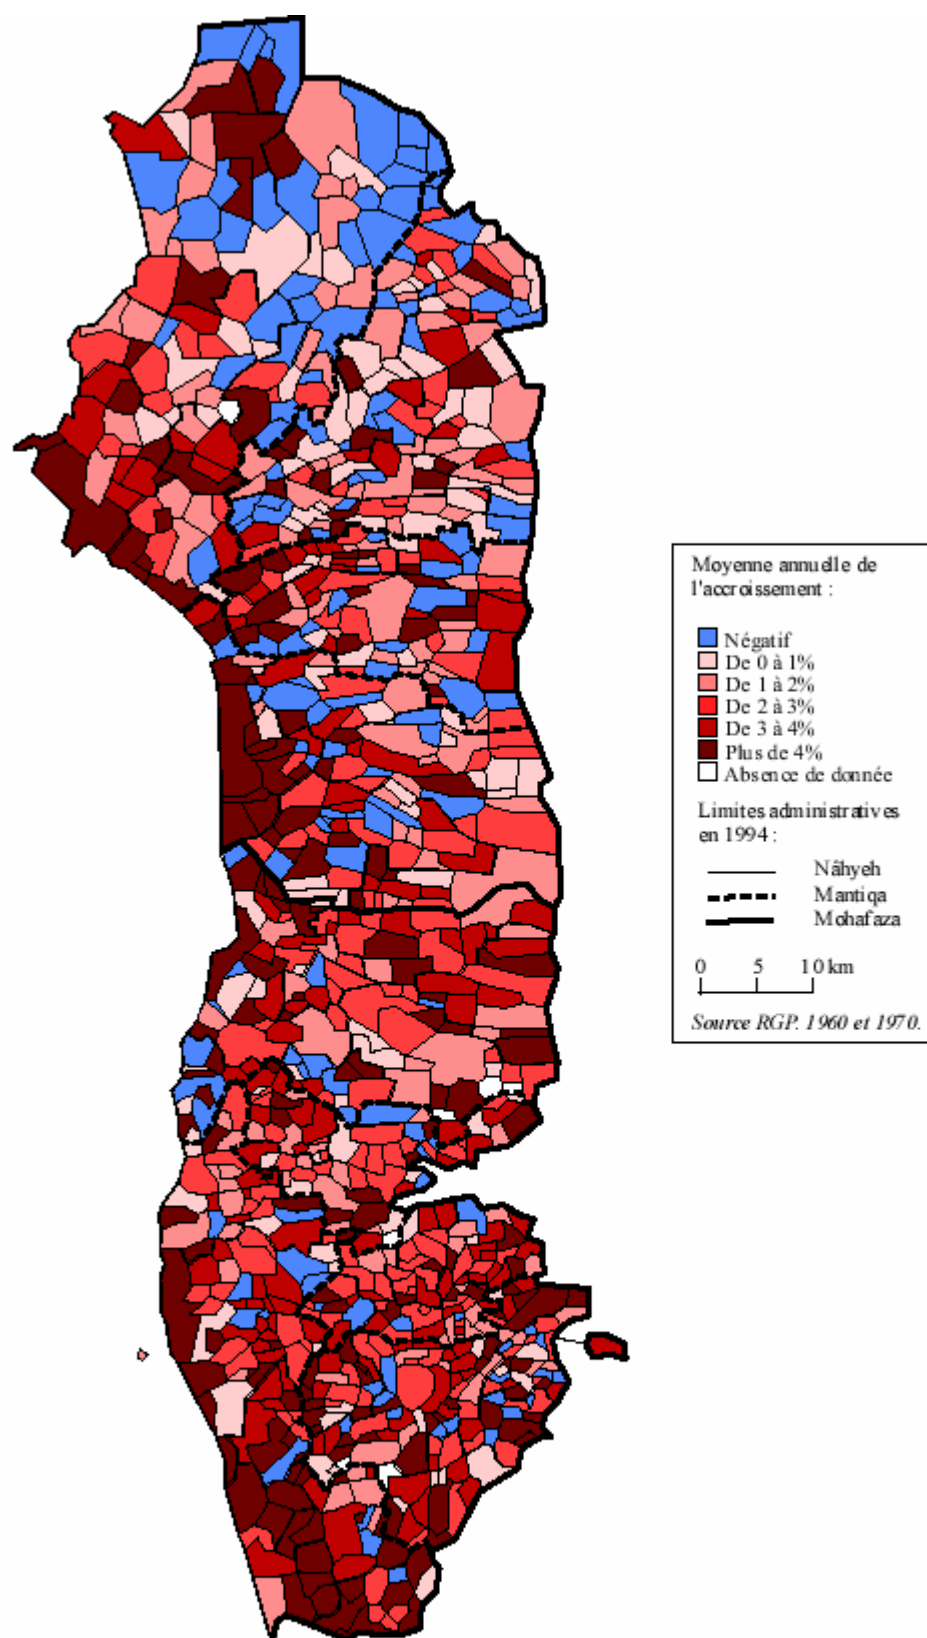 Moyenne annuelle de
l'accroissement :
Négatif
De 0 à 1%
De 1 à 2%
De 2 à 3%
De 3 à 4%
Plus de 4%
Absence de donnée
Limites administratives
en 1994 :
Nâhyeh
Mantiqa
Mohafaza
0 5 10 km
Source RGP. 1960 et 1970.